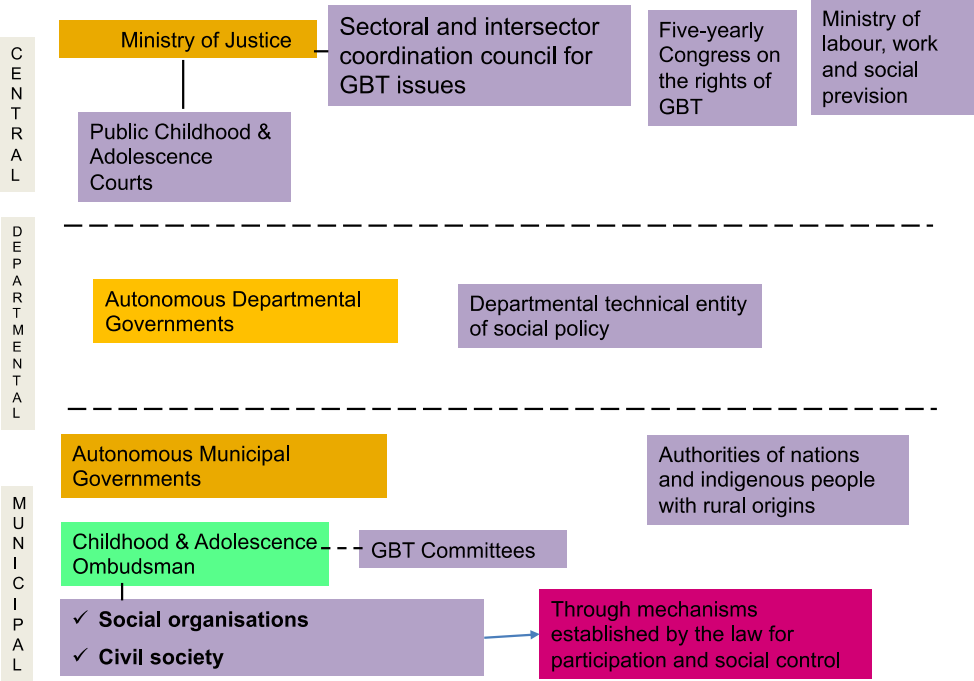 CENTRAL
Ministry of Justice
Sectoral and intersector
coordination council for
GBT issues
Five-yearly
Congress on
the rights of
GBT
Ministry of
labour, work
and social
prevision
Public Childhood &
Adolescence
Courts
DEPARTMENTAL
Autonomous Departmental
Governments
Departmental technical entity
of social policy
MUNICIPAL
Autonomous Municipal
Governments
Authorities of nations
and indigenous people
with rural origins
Childhood & Adolescence
Ombudsman
GBT Committees
✓ Social organisations
✓ Civil society
Through mechanisms
established by the law for
participation and social control